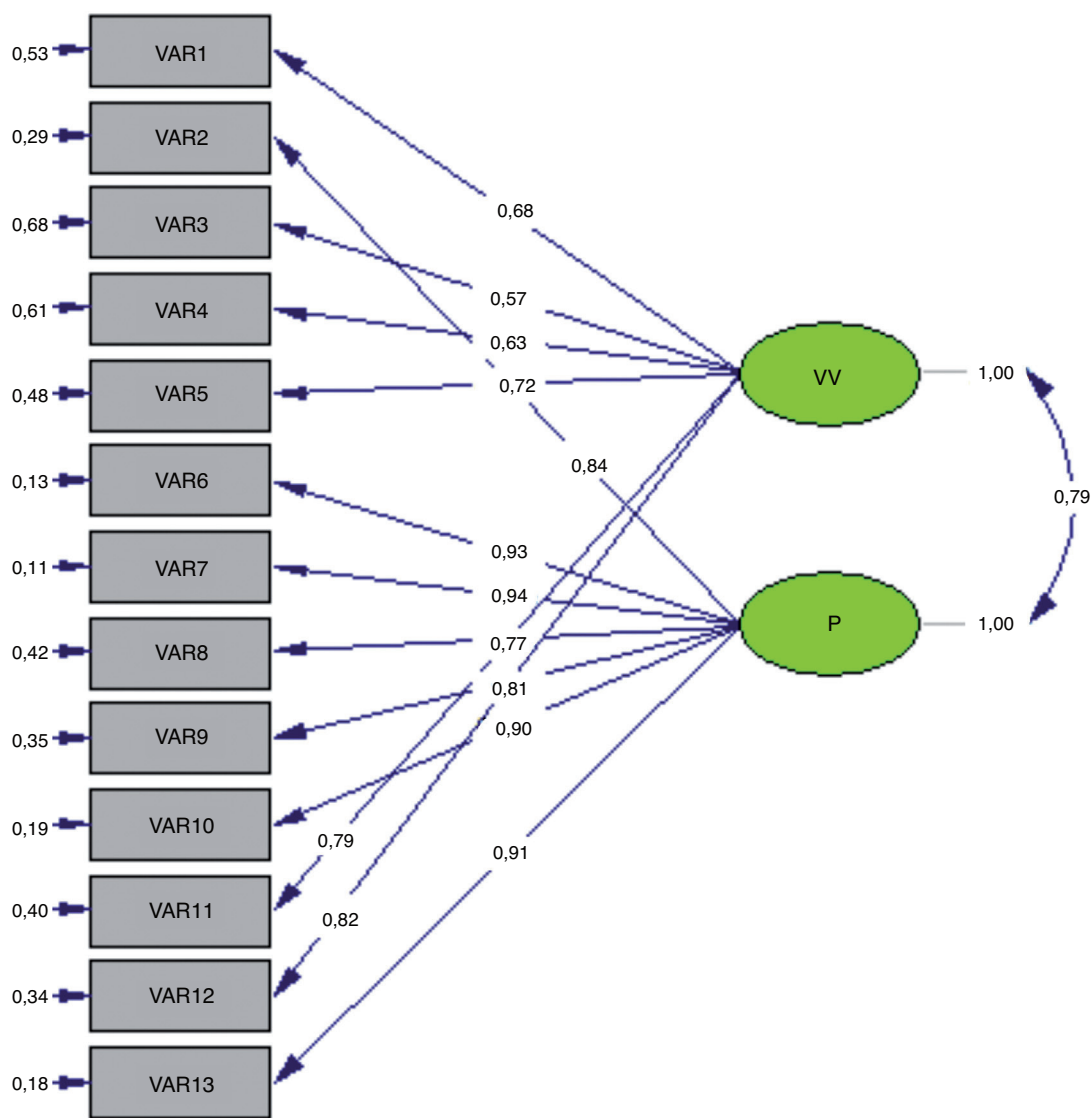 0,53 VAR1
0,29 VAR2
0,68 VAR3
0,68
0,57
0,61 VAR4
0,63
VV 1,00
0,48 VAR5
0,72
0,84
0,13 VAR6
0,79
0,93
0,11 VAR7
0,94
P 1,00
0,42 VAR8
0,77
0,81
0,35 VAR9
0,90
0,19 VAR10
0,79
0,91
0,40 VAR11
0,82
0,34 VAR12
0,18 VAR13